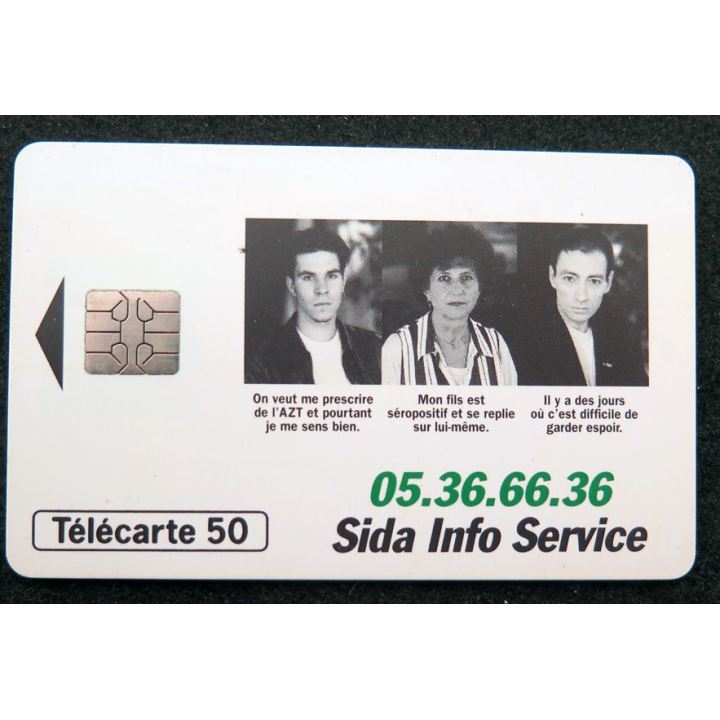 On veut me prescrire
de l'AZT et pourtant
je me sens bien.
Mon fils est
séropositif et se replie
sur lui-même.
Il y a des jours
où c'est difficile de
garder espoir.
05.36.66.36
Sida Info Service
Télécarte 50